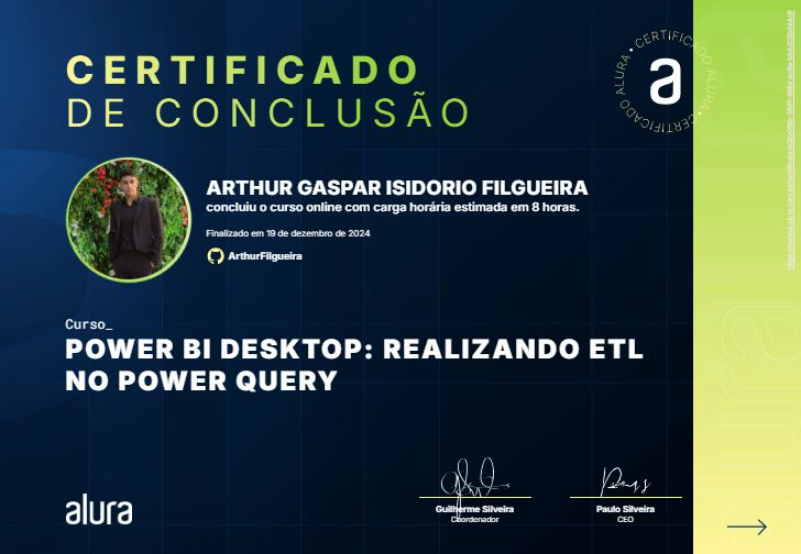 CERTIFICADO
DE CONCLUSÃO
CERTIFICADO ALURA • CERTIFICADO ALURA •
a
ARTHUR GASPAR ISIDORIO FILGUEIRA
concluiu o curso online com carga horária estimada em 8 horas.
Finalizado em 19 de dezembro de 2024
ArthurFilgueira
Curso_
POWER BI DESKTOP: REALIZANDO ETL
NO POWER QUERY
Guilherme Silveira
Coordenador
Paulo Silveira
CEO
alura
alura